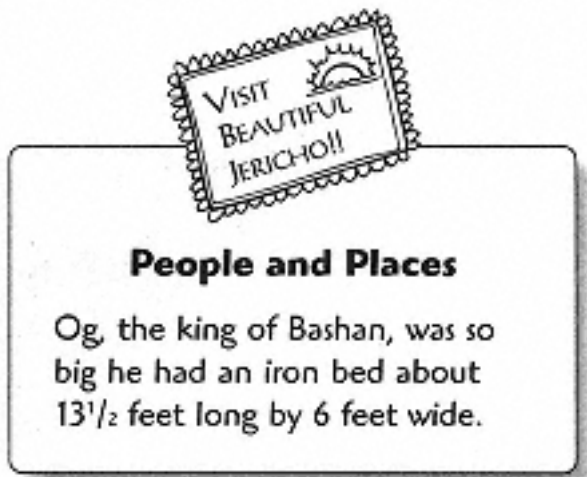 VISIT
BEAUTIFUL
JERICHO!!
People and Places
Og, the king of Bashan, was so
big he had an iron bed about
13¹/₂ feet long by 6 feet wide.